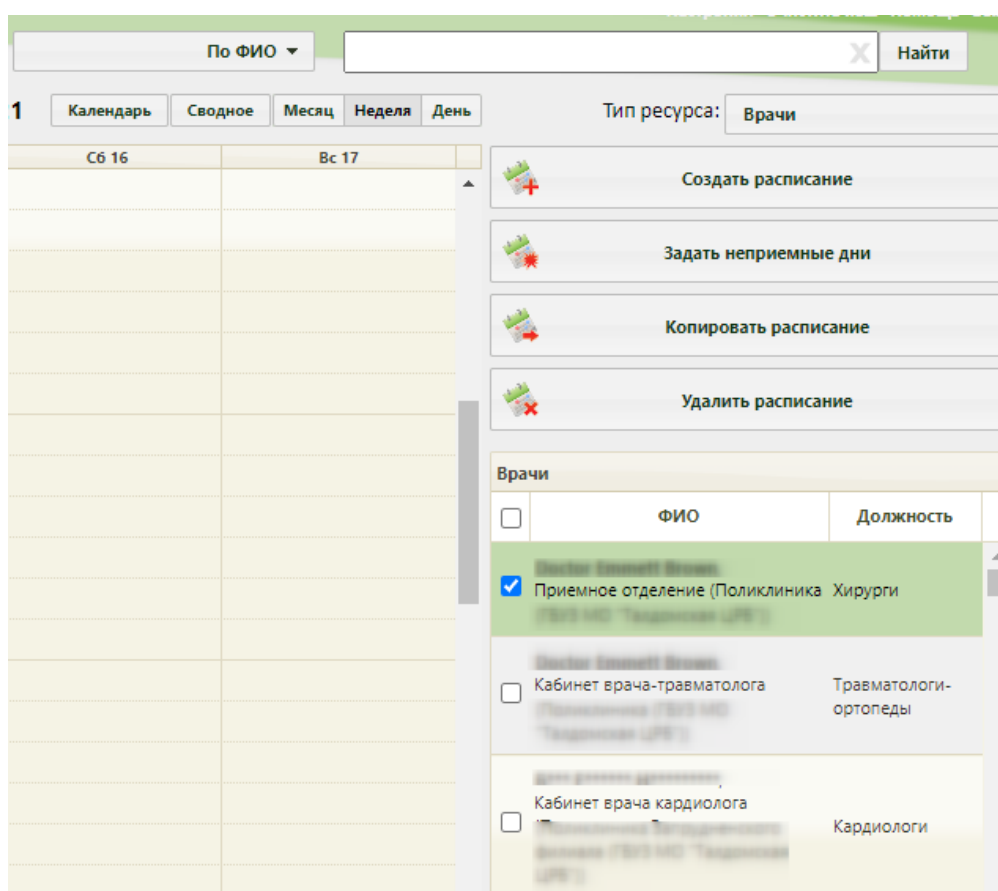 По ФИО
X
Найти
1
Календарь
Сводное
Месяц
Неделя
День
Тип ресурса:
Врачи
Сб 16
Вс 17
Создать расписание
Задать неприемные дни
Копировать расписание
Удалить расписание
Врачи
ФИО
Должность
Приемное отделение (Поликлиника
Хирурги
Кабинет врача-травматолога
Травматологи-
ортопеды
Кабинет врача кардиолога
Кардиологи